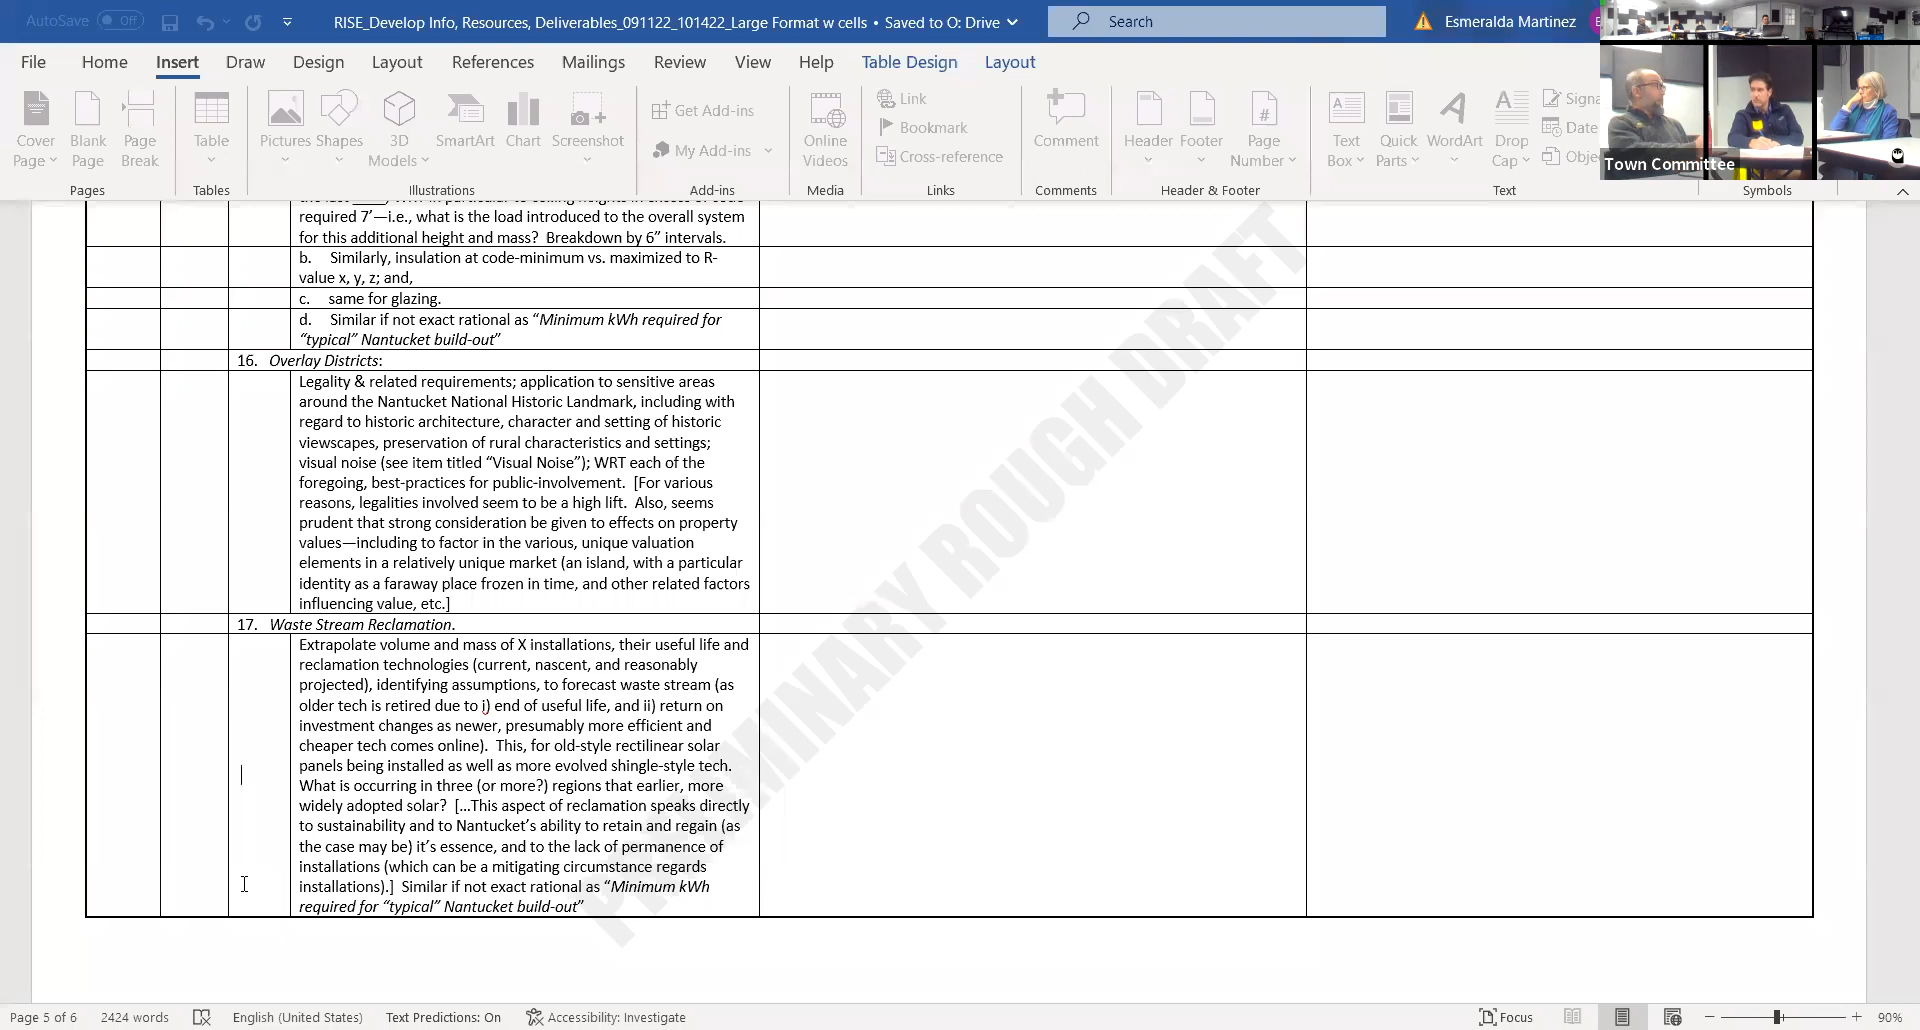 AutoSave Off
RISE_Develop Info, Resources, Deliverables_091122_101422_Large Format w cells • Saved to O: Drive
Search
Esmeralda Martinez
File Home Insert Draw Design Layout References Mailings Review View Help Table Design Layout
Cover Page
Blank Page
Page Break
Table
Pictures
Shapes
3D Models
SmartArt
Chart
Screenshot
Get Add-ins
My Add-ins
Online Videos
Link
Bookmark
Cross-reference
Comment
Header
Footer
Page Number
Text Box
Quick Parts
WordArt
Drop Cap
Date
Town Committee
Pages Tables Illustrations Add-ins Media Links Comments Header & Footer Text Symbols
required 7’—i.e., what is the load introduced to the overall system
for this additional height and mass? Breakdown by 6” intervals.
b. Similarly, insulation at code-minimum vs. maximized to R-
value x, y, z; and,
c. same for glazing.
d. Similar if not exact rational as “Minimum kWh required for
“typical” Nantucket build-out”
16. Overlay Districts:
Legality & related requirements; application to sensitive areas
around the Nantucket National Historic Landmark, including with
regard to historic architecture, character and setting of historic
viewscapes, preservation of rural characteristics and settings;
visual noise (see item titled “Visual Noise”); WRT each of the
foregoing, best-practices for public-involvement. [For various
reasons, legalities involved seem to be a high lift. Also, seems
prudent that strong consideration be given to effects on property
values—including to factor in the various, unique valuation
elements in a relatively unique market (an island, with a particular
identity as a faraway place frozen in time, and other related factors
influencing value, etc.]
17. Waste Stream Reclamation.
Extrapolate volume and mass of X installations, their useful life and
reclamation technologies (current, nascent, and reasonably
projected), identifying assumptions, to forecast waste stream (as
older tech is retired due to i) end of useful life, and ii) return on
investment changes as newer, presumably more efficient and
cheaper tech comes online). This, for old-style rectilinear solar
panels being installed as well as more evolved shingle-style tech.
What is occurring in three (or more?) regions that earlier, more
widely adopted solar? […This aspect of reclamation speaks directly
to sustainability and to Nantucket’s ability to retain and regain (as
the case may be) it’s essence, and to the lack of permanence of
installations (which can be a mitigating circumstance regards
installations).] Similar if not exact rational as “Minimum kWh
required for “typical” Nantucket build-out”
PRELIMINARY ROUGH DRAFT
Page 5 of 6 2424 words English (United States) Text Predictions: On Accessibility: Investigate Focus 90%